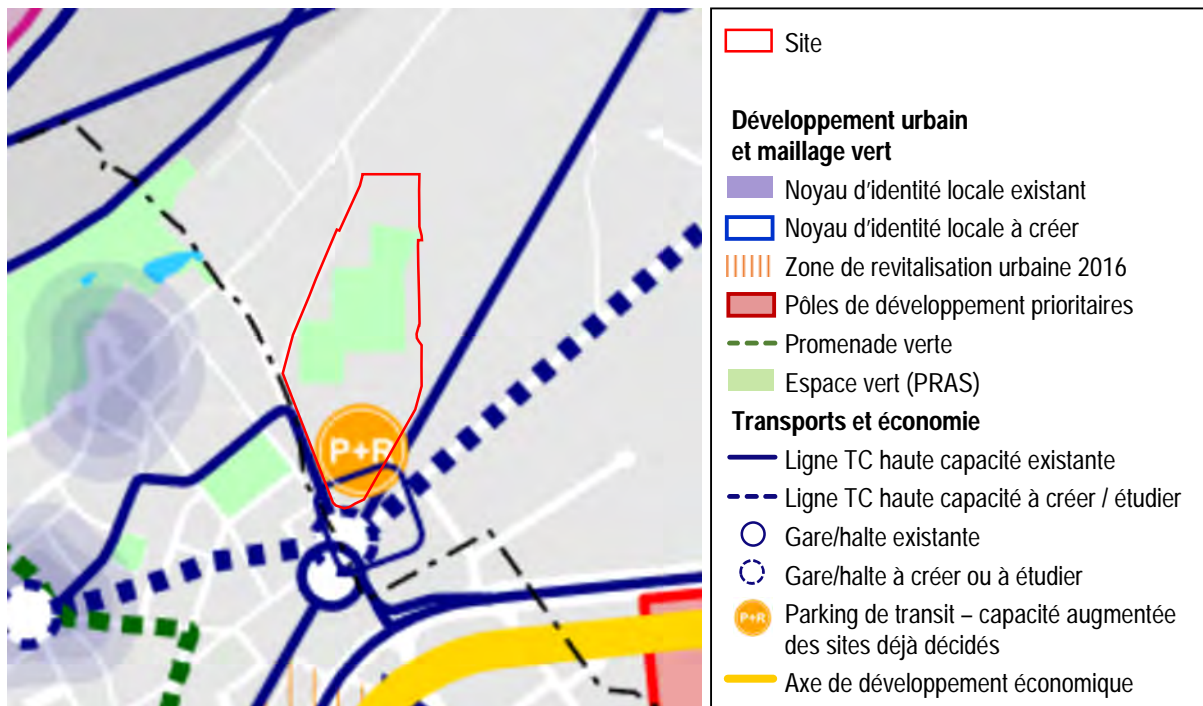 P+R
Site
Développement urbain
et maillage vert
Noyau d'identité locale existant
Noyau d'identité locale à créer
Zone de revitalisation urbaine 2016
Pôles de développement prioritaires
Promenade verte
Espace vert (PRAS)
Transports et économie
Ligne TC haute capacité existante
Ligne TC haute capacité à créer / étudier
Gare/halte existante
Gare/halte à créer ou à étudier
P+R
Parking de transit – capacité augmentée
des sites déjà décidés
Axe de développement économique